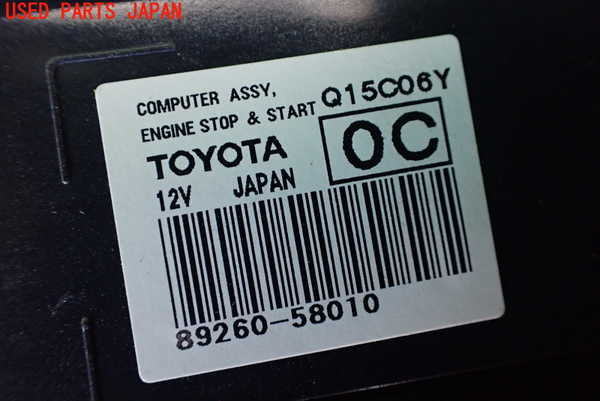 USED PARTS JAPAN
COMPUTER ASSY,
ENGINE STOP & START
Q15C06Y
TOYOTA
0C
12V JAPAN
89260-58010